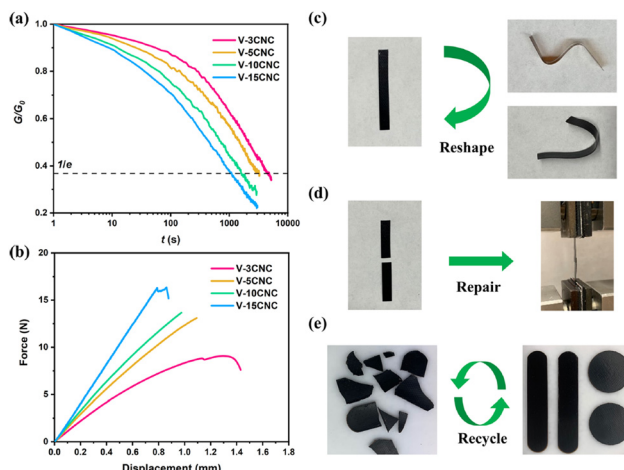 (a)
1.0
0.8
0.6
0.4
0.2
G/G0
V-3CNC
V-5CNC
V-10CNC
V-15CNC
1/e
1
10
100
1000
10000
t (s)
(b)
25
20
15
10
5
0
Force (N)
V-3CNC
V-5CNC
V-10CNC
V-15CNC
0.0
0.2
0.4
0.6
0.8
1.0
1.2
1.4
1.6
1.8
Displacement (mm)
(c)
Reshape
(d)
Repair
(e)
Recycle